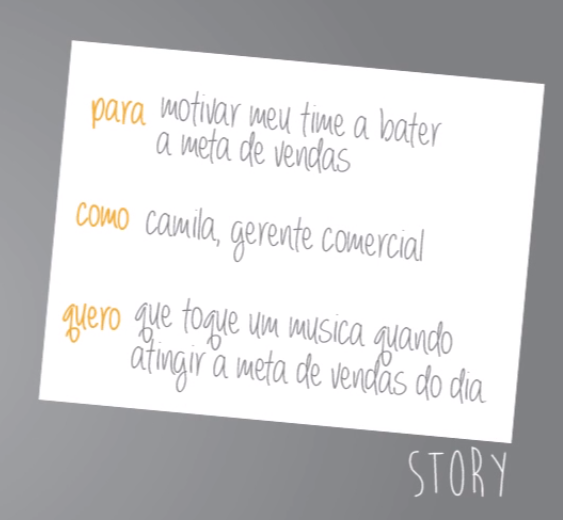 para motivar meu time a bater
a meta de vendas
como camila, gerente comercial
quero que toque um musica quando
atingir a meta de vendas do dia
STORY